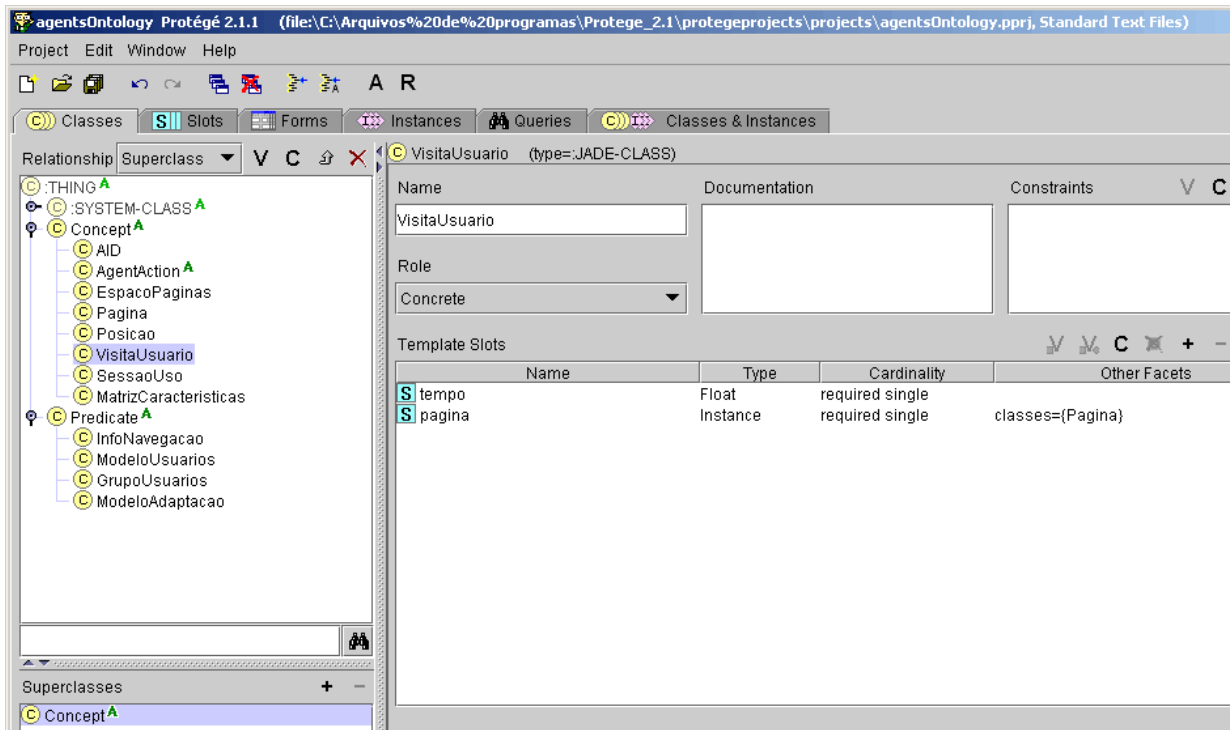 agentsOntology Protégé 2.1.1 (file:\C:\Arquivos%20de%20programas\Protege_2.1\protegeprojects\projects\agentsOntology.pprj, Standard Text Files)
Project Edit Window Help
A R
C Classes S Slots Forms I Instances Queries C I Classes & Instances
Relationship Superclass V C
C :THING A
C :SYSTEM-CLASS A
C Concept A
C AID
C AgentAction A
C EspacoPaginas
C Pagina
C Posicao
C VisitaUsuario
C SessaoUso
C MatrizCaracteristicas
C Predicate A
C InfoNavegacao
C ModeloUsuarios
C GrupoUsuarios
C ModeloAdaptacao
Superclasses + −
C Concept A
C VisitaUsuario (type=:JADE-CLASS)
Name Documentation Constraints V C
VisitaUsuario
Role
Concrete
Template Slots V V C + −
Name Type Cardinality Other Facets
S tempo Float required single
S pagina Instance required single classes={Pagina}